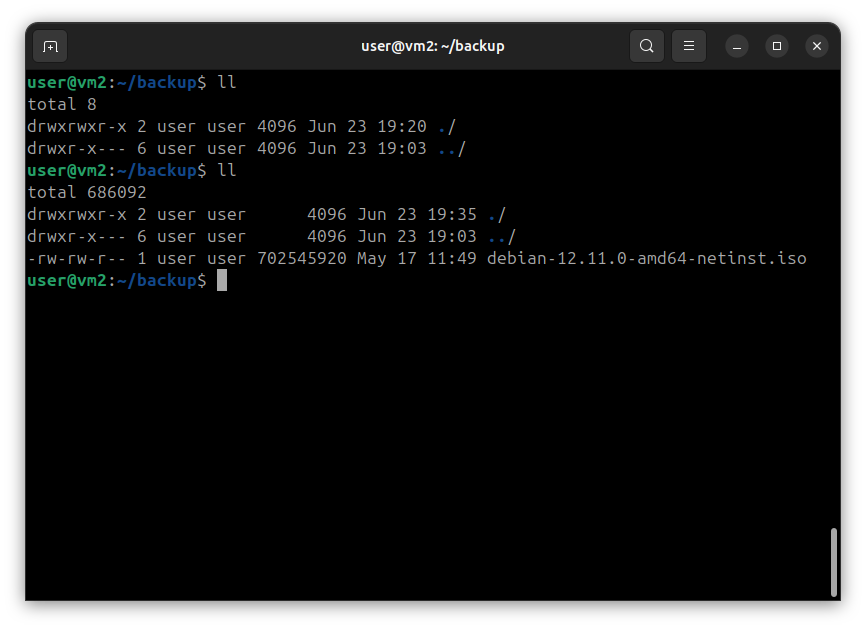 user@vm2: ~/backup
user@vm2:~/backup$ ll
total 8
drwxrwxr-x 2 user user 4096 Jun 23 19:20 ./
drwxr-x--- 6 user user 4096 Jun 23 19:03 ../
user@vm2:~/backup$ ll
total 686092
drwxrwxr-x 2 user user      4096 Jun 23 19:35 ./
drwxr-x--- 6 user user      4096 Jun 23 19:03 ../
-rw-rw-r-- 1 user user 702545920 May 17 11:49 debian-12.11.0-amd64-netinst.iso
user@vm2:~/backup$